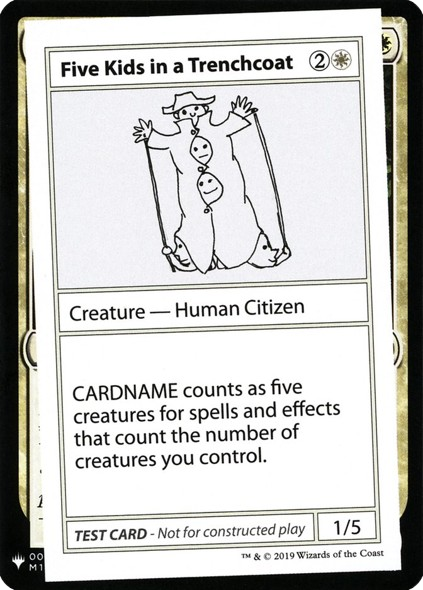 Five Kids in a Trenchcoat 2
Creature — Human Citizen
CARDNAME counts as five
creatures for spells and effects
that count the number of
creatures you control.
TEST CARD - Not for constructed play 1/5
00
M1
™ & © 2019 Wizards of the Coast